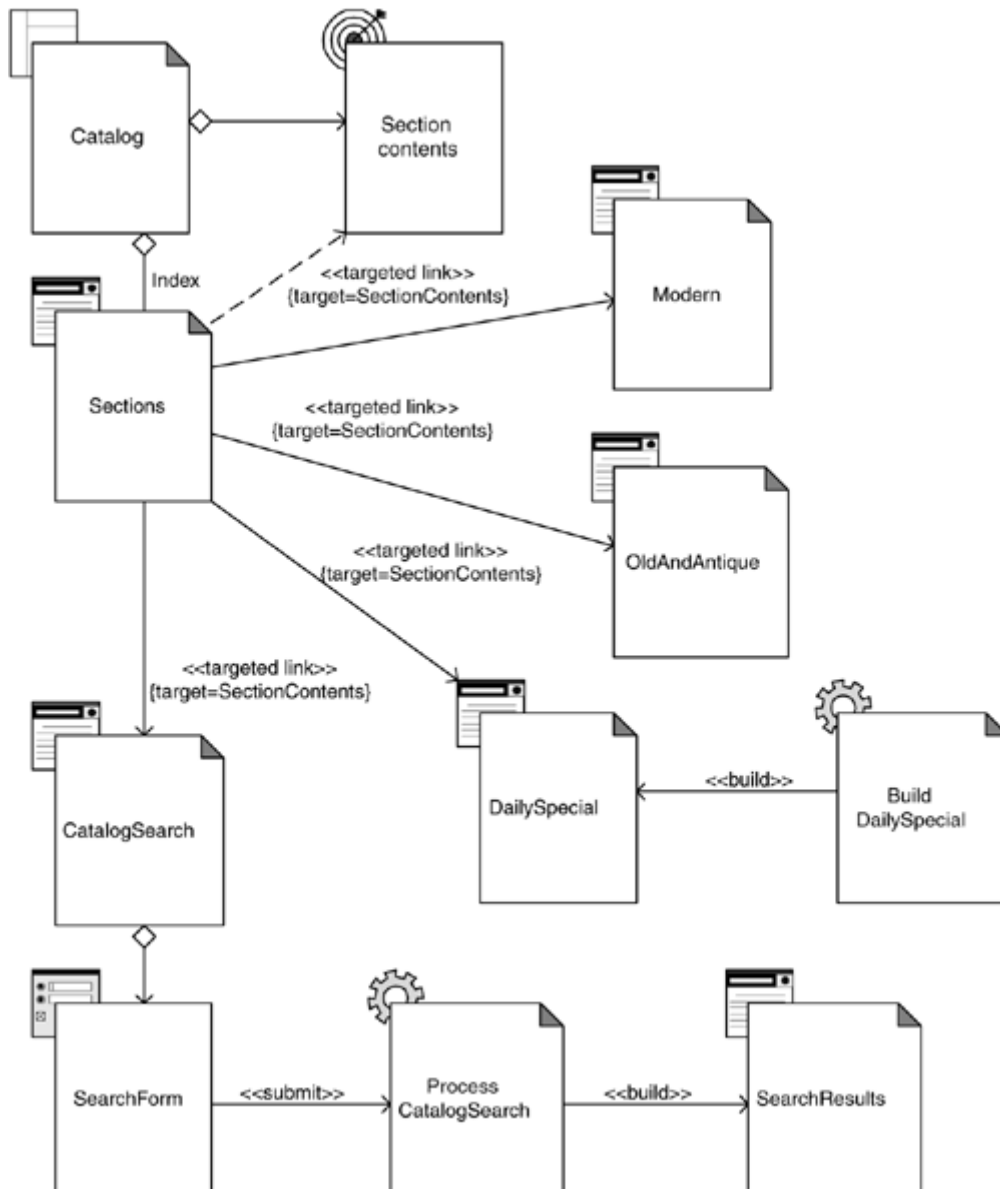 Catalog
Section
contents
Index
<<targeted link>>
{target=SectionContents}
Modern
Sections
<<targeted link>>
{target=SectionContents}
<<targeted link>>
{target=SectionContents}
OldAndAntique
<<targeted link>>
{target=SectionContents}
CatalogSearch
DailySpecial
<<build>>
Build
DailySpecial
SearchForm
<<submit>>
Process
CatalogSearch
<<build>>
SearchResults